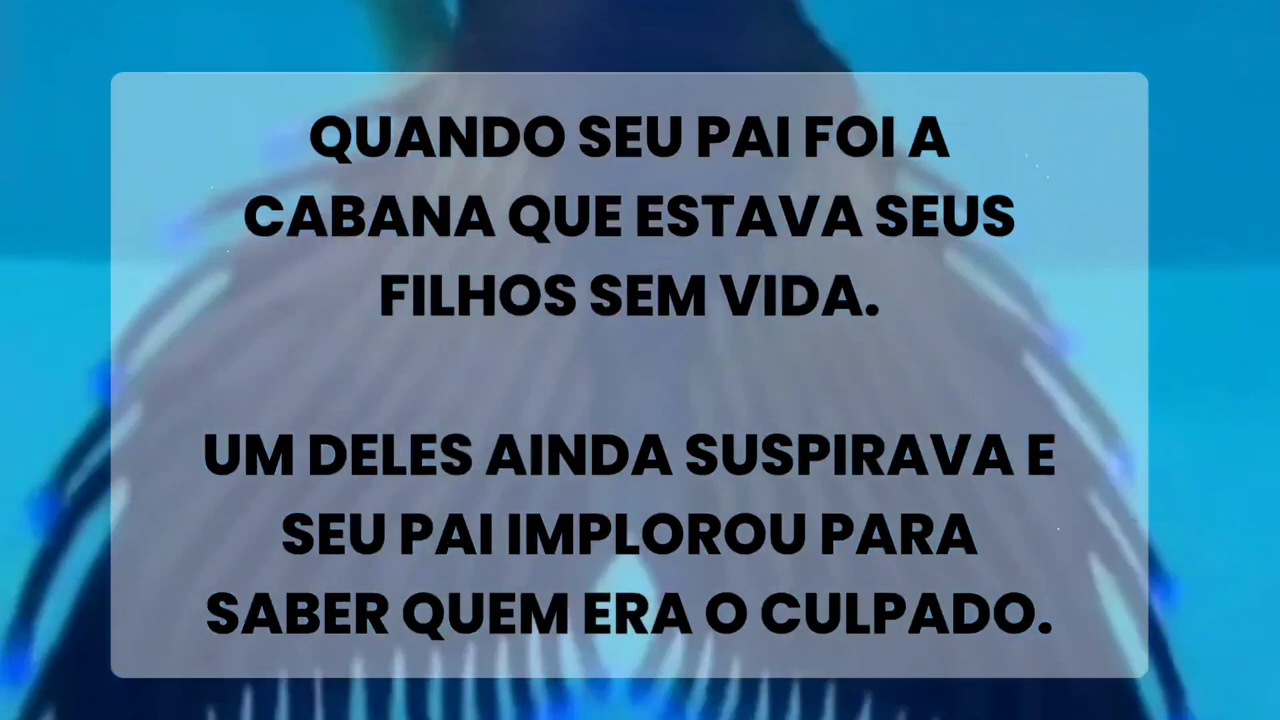 QUANDO SEU PAI FOI A
CABANA QUE ESTAVA SEUS
FILHOS SEM VIDA.
UM DELES AINDA SUSPIRAVA E
SEU PAI IMPLOROU PARA
SABER QUEM ERA O CULPADO.